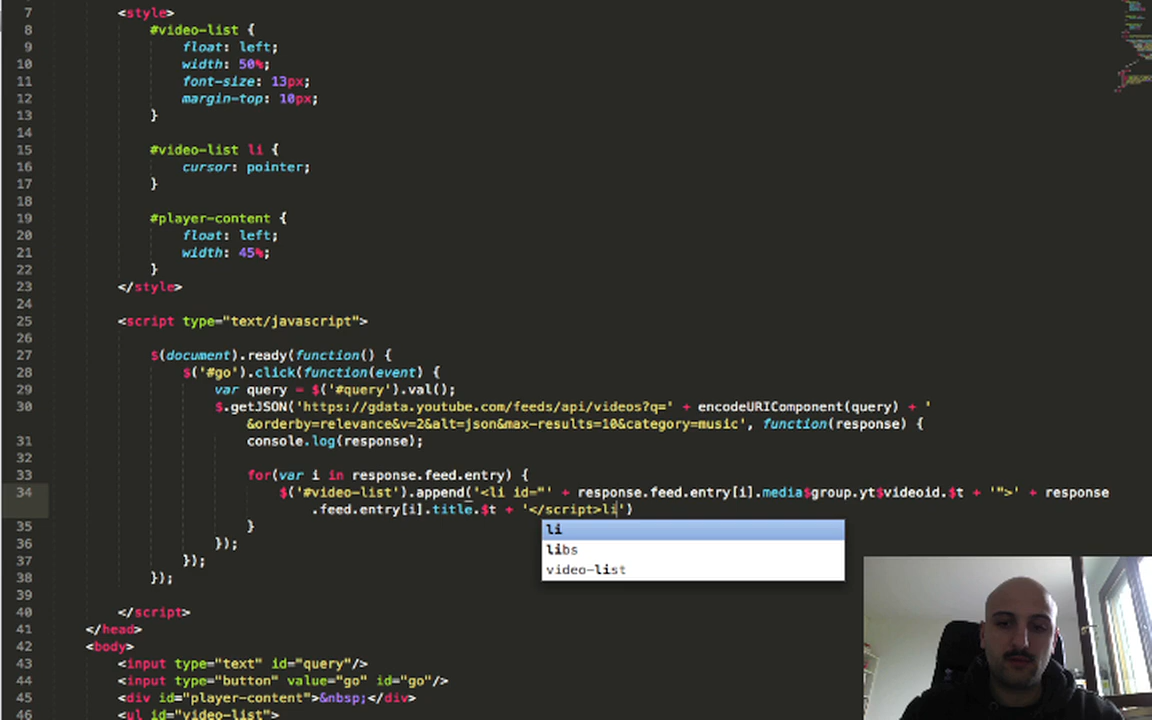 7 <style>
8 #video-list {
9 float: left;
10 width: 50%;
11 font-size: 13px;
12 margin-top: 10px;
13 }
14
15 #video-list li {
16 cursor: pointer;
17 }
18
19 #player-content {
20 float: left;
21 width: 45%;
22 }
23 </style>
24
25 <script type="text/javascript">
26
27 $(document).ready(function() {
28 $('#go').click(function(event) {
29 var query = $('#query').val();
30 $.getJSON('https://gdata.youtube.com/feeds/api/videos?q=' + encodeURIComponent(query) + '
&orderby=relevance&v=2&alt=json&max-results=10&category=music', function(response) {
31 console.log(response);
32
33 for(var i in response.feed.entry) {
34 $('#video-list').append('<li id="' + response.feed.entry[i].media$group.yt$videoid.$t + '">' + response
.feed.entry[i].title.$t + '</script>li')
35 }
36 });
37 });
38 });
39
40 </script>
41 </head>
42 <body>
43 <input type="text" id="query"/>
44 <input type="button" value="go" id="go"/>
45 <div id="player-content">&nbsp;</div>
46 <ul id="video-list">
li
libs
video-list